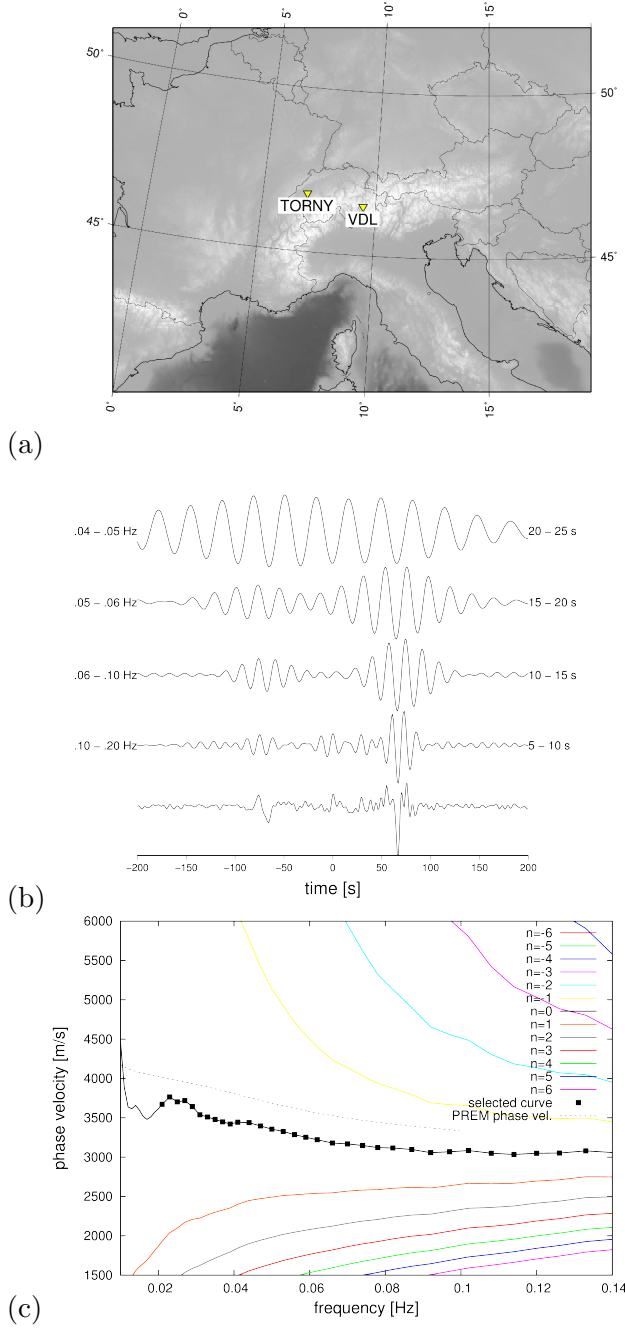 0° 5° 10° 15°
50°
50°
TORNY
VDL
45°
45°
0° 5° 10° 15°
(a)
.04 – .05 Hz 20 – 25 s
.05 – .06 Hz 15 – 20 s
.06 – .10 Hz 10 – 15 s
.10 – .20 Hz 5 – 10 s
−200 −150 −100 −50 0 50 100 150 200
time [s]
(b)
6000
5500
5000
4500
4000
3500
3000
2500
2000
1500
phase velocity [m/s]
n=-6
n=-5
n=-4
n=-3
n=-2
n=-1
n=0
n=1
n=2
n=3
n=4
n=5
n=6
selected curve
PREM phase vel.
0.02 0.04 0.06 0.08 0.1 0.12 0.14
frequency [Hz]
(c)